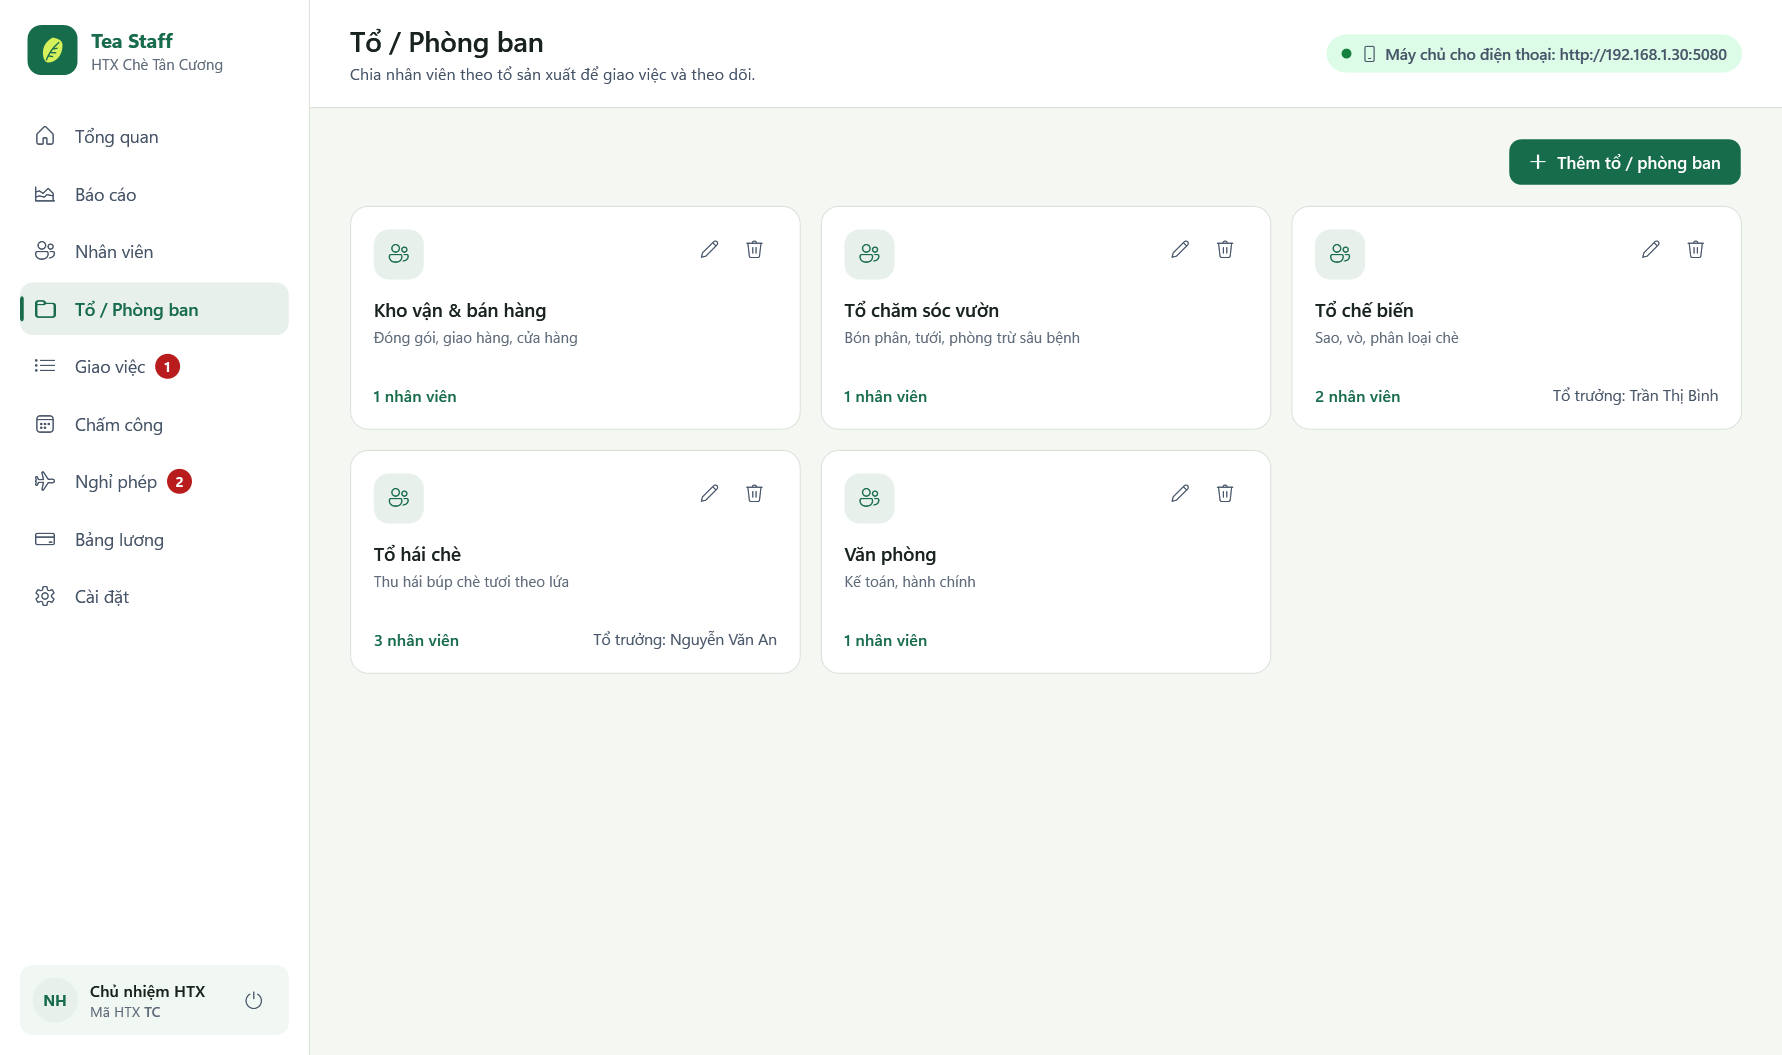 Tea Staff
HTX Chè Tân Cương
Tổng quan
Báo cáo
Nhân viên
Tổ / Phòng ban
Giao việc 1
Chấm công
Nghỉ phép 2
Bảng lương
Cài đặt
NH
Chủ nhiệm HTX
Mã HTX TC
Tổ / Phòng ban
Chia nhân viên theo tổ sản xuất để giao việc và theo dõi.
Máy chủ cho điện thoại: http://192.168.1.30:5080
Thêm tổ / phòng ban
Kho vận & bán hàng
Đóng gói, giao hàng, cửa hàng
1 nhân viên
Tổ chăm sóc vườn
Bón phân, tưới, phòng trừ sâu bệnh
1 nhân viên
Tổ chế biến
Sao, vò, phân loại chè
2 nhân viên
Tổ trưởng: Trần Thị Bình
Tổ hái chè
Thu hái búp chè tươi theo lứa
3 nhân viên
Tổ trưởng: Nguyễn Văn An
Văn phòng
Kế toán, hành chính
1 nhân viên